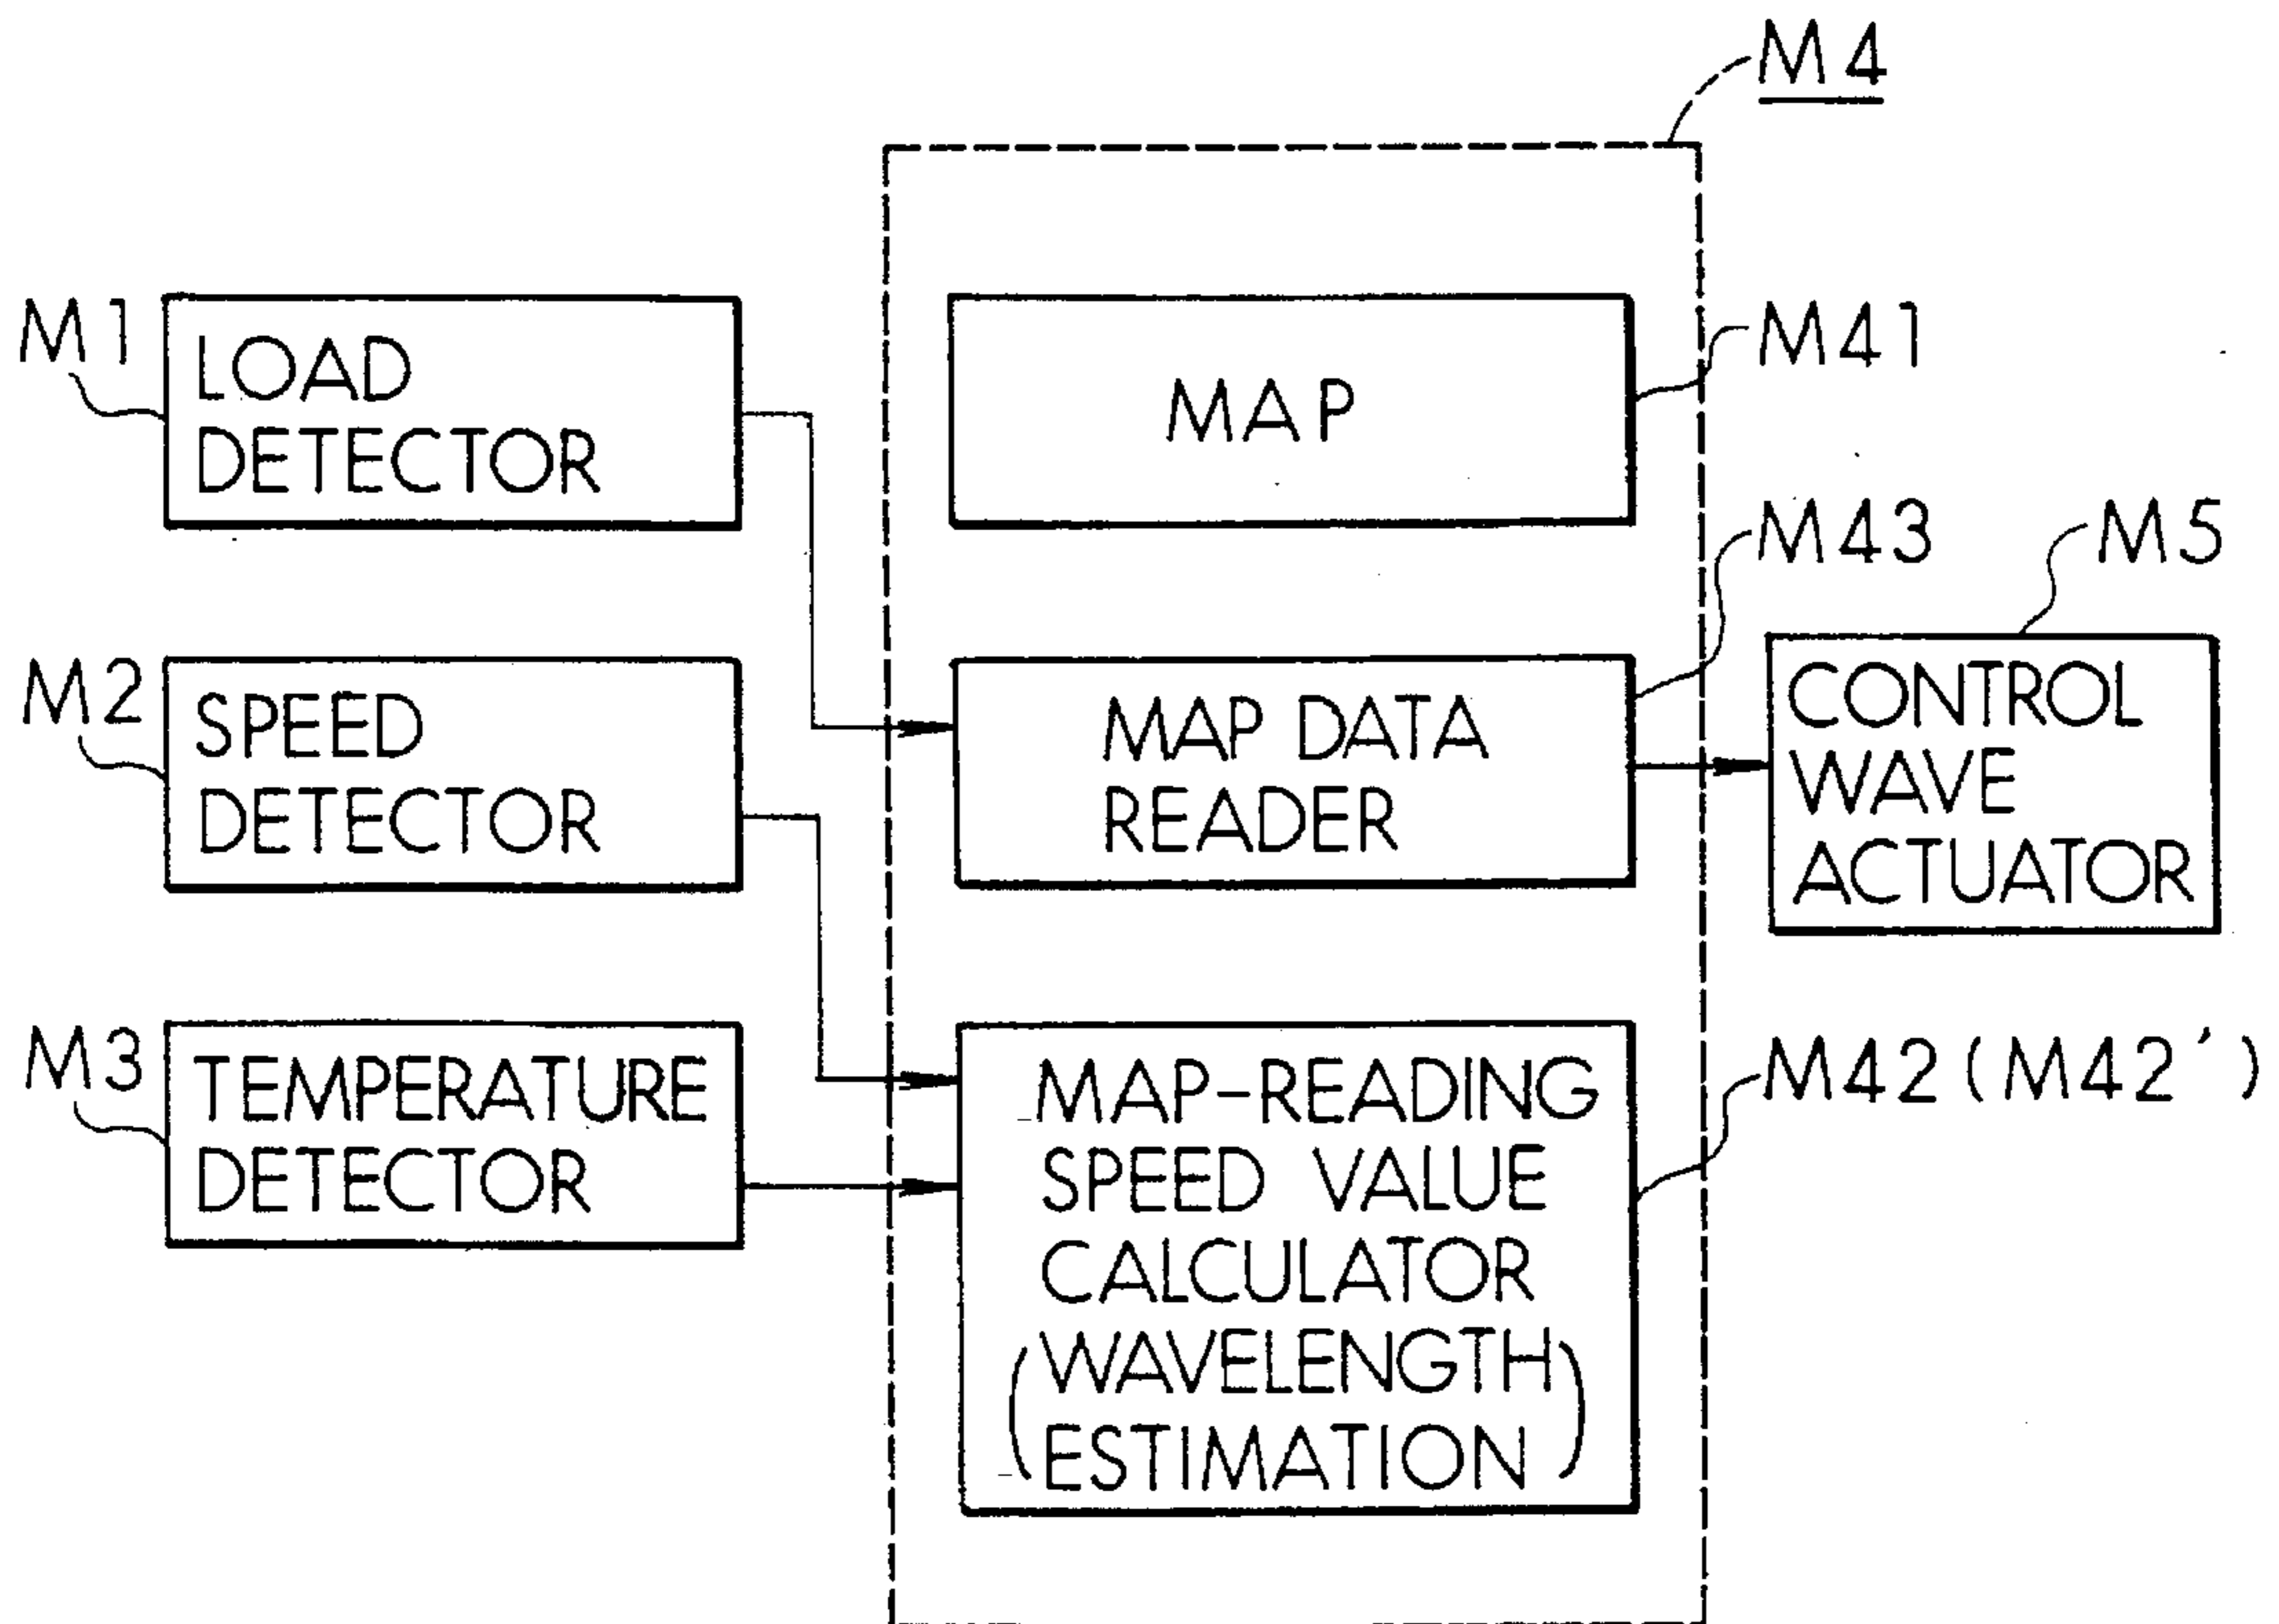 M4
M1
LOAD
DETECTOR
MAP
M41
M2
SPEED
DETECTOR
MAP DATA
READER
M43
M5
CONTROL
WAVE
ACTUATOR
M3
TEMPERATURE
DETECTOR
MAP-READING
SPEED VALUE
CALCULATOR
(WAVELENGTH
ESTIMATION)
M42 (M42')